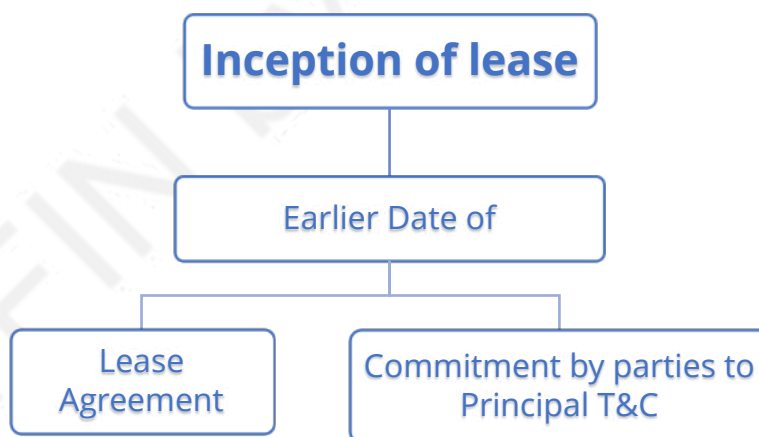 Inception of lease
Earlier Date of
Lease
Agreement
Commitment by parties to
Principal T&C